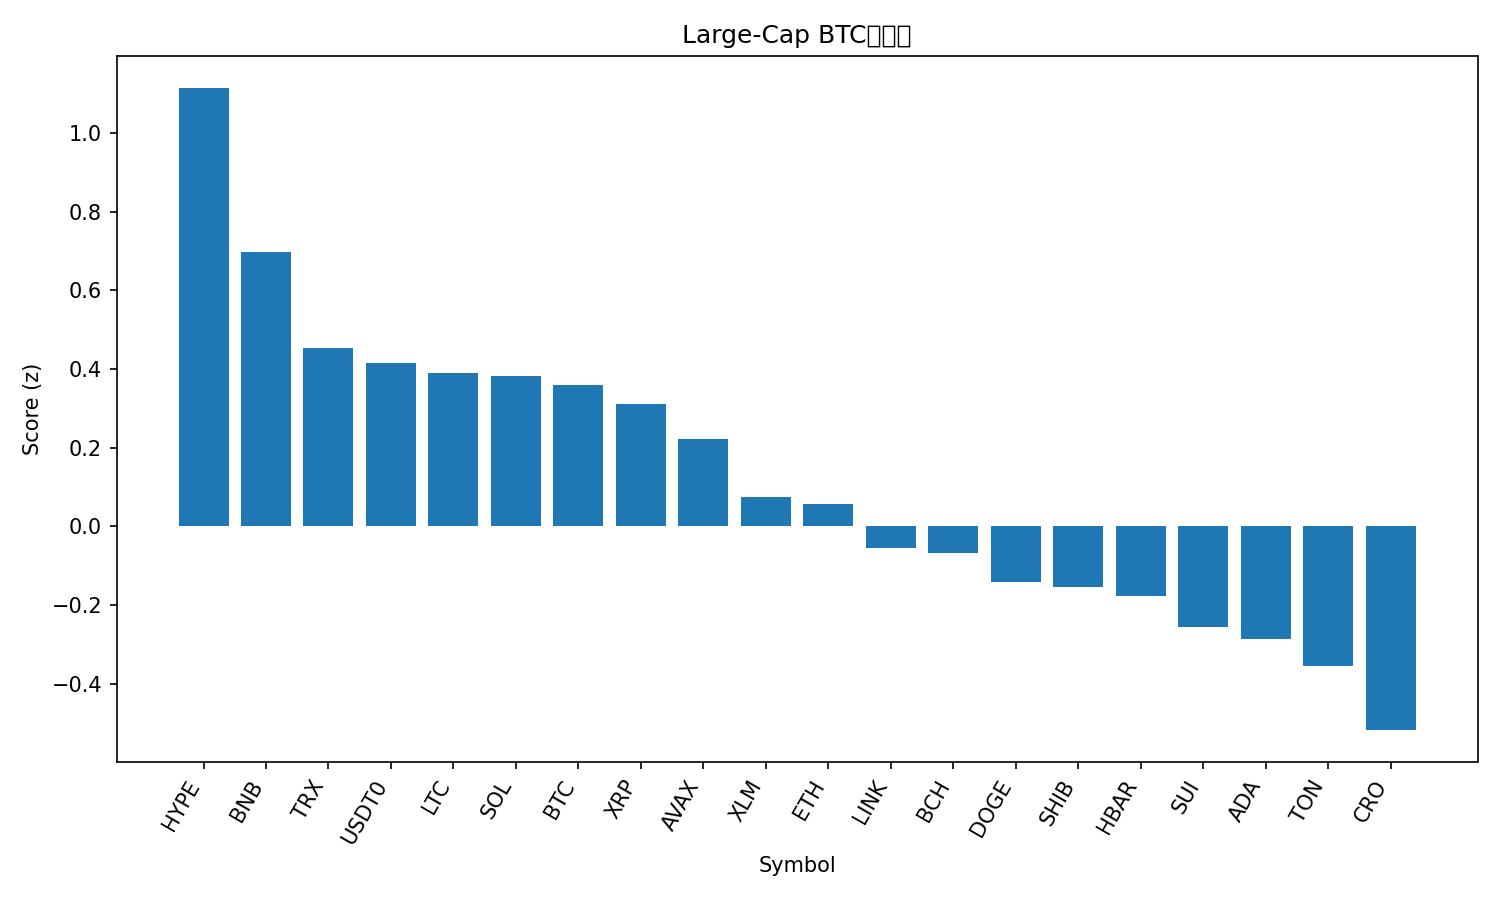 Large-Cap BTC
1.0
0.8
0.6
0.4
0.2
0.0
−0.2
−0.4
Score (z)
HYPE
BNB
TRX
USDT0
LTC
SOL
BTC
XRP
AVAX
XLM
ETH
LINK
BCH
DOGE
SHIB
HBAR
SUI
ADA
TON
CRO
Symbol